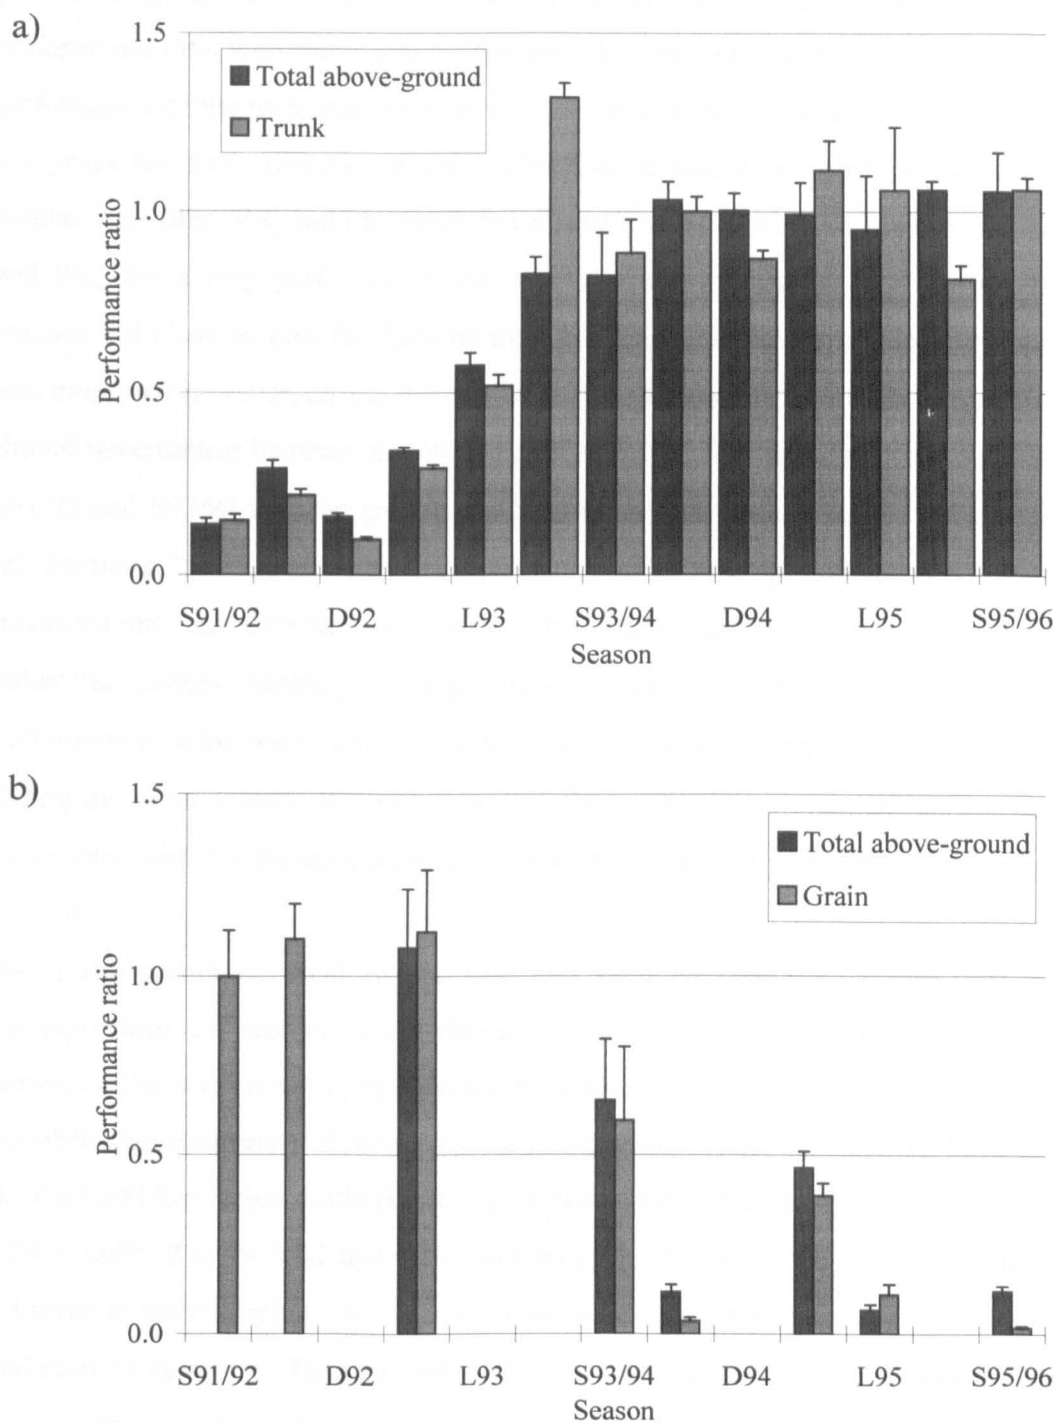 a)
1.5
Total above-ground
Trunk
1.0
0.5
0.0
Performance ratio
S91/92 D92 L93 S93/94 D94 L95 S95/96
Season
b)
1.5
Total above-ground
Grain
1.0
0.5
0.0
Performance ratio
S91/92 D92 L93 S93/94 D94 L95 S95/96
Season